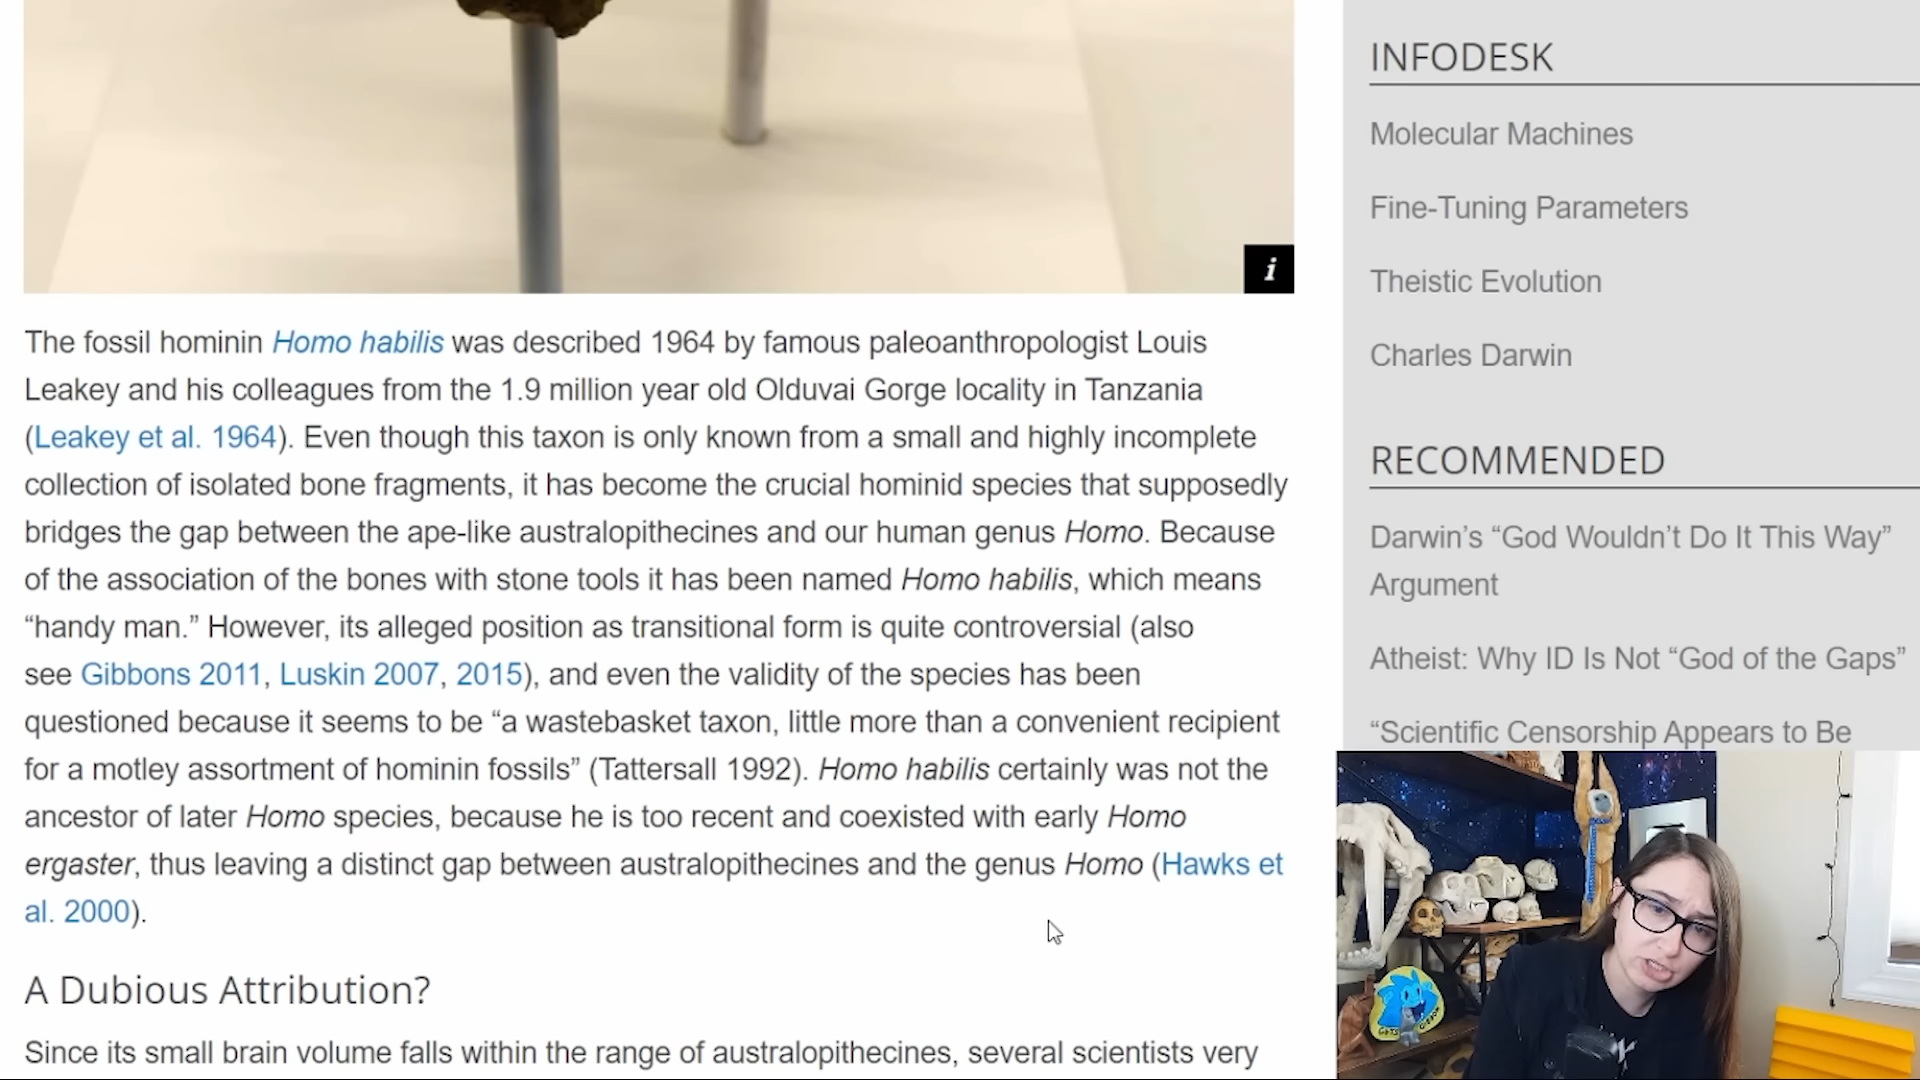 i
The fossil hominin Homo habilis was described 1964 by famous paleoanthropologist Louis
Leakey and his colleagues from the 1.9 million year old Olduvai Gorge locality in Tanzania
(Leakey et al. 1964). Even though this taxon is only known from a small and highly incomplete
collection of isolated bone fragments, it has become the crucial hominid species that supposedly
bridges the gap between the ape-like australopithecines and our human genus Homo. Because
of the association of the bones with stone tools it has been named Homo habilis, which means
“handy man.” However, its alleged position as transitional form is quite controversial (also
see Gibbons 2011, Luskin 2007, 2015), and even the validity of the species has been
questioned because it seems to be “a wastebasket taxon, little more than a convenient recipient
for a motley assortment of hominin fossils” (Tattersall 1992). Homo habilis certainly was not the
ancestor of later Homo species, because he is too recent and coexisted with early Homo
ergaster, thus leaving a distinct gap between australopithecines and the genus Homo (Hawks et
al. 2000).
A Dubious Attribution?
Since its small brain volume falls within the range of australopithecines, several scientists very
INFODESK
Molecular Machines
Fine-Tuning Parameters
Theistic Evolution
Charles Darwin
RECOMMENDED
Darwin’s “God Wouldn’t Do It This Way”
Argument
Atheist: Why ID Is Not “God of the Gaps”
“Scientific Censorship Appears to Be